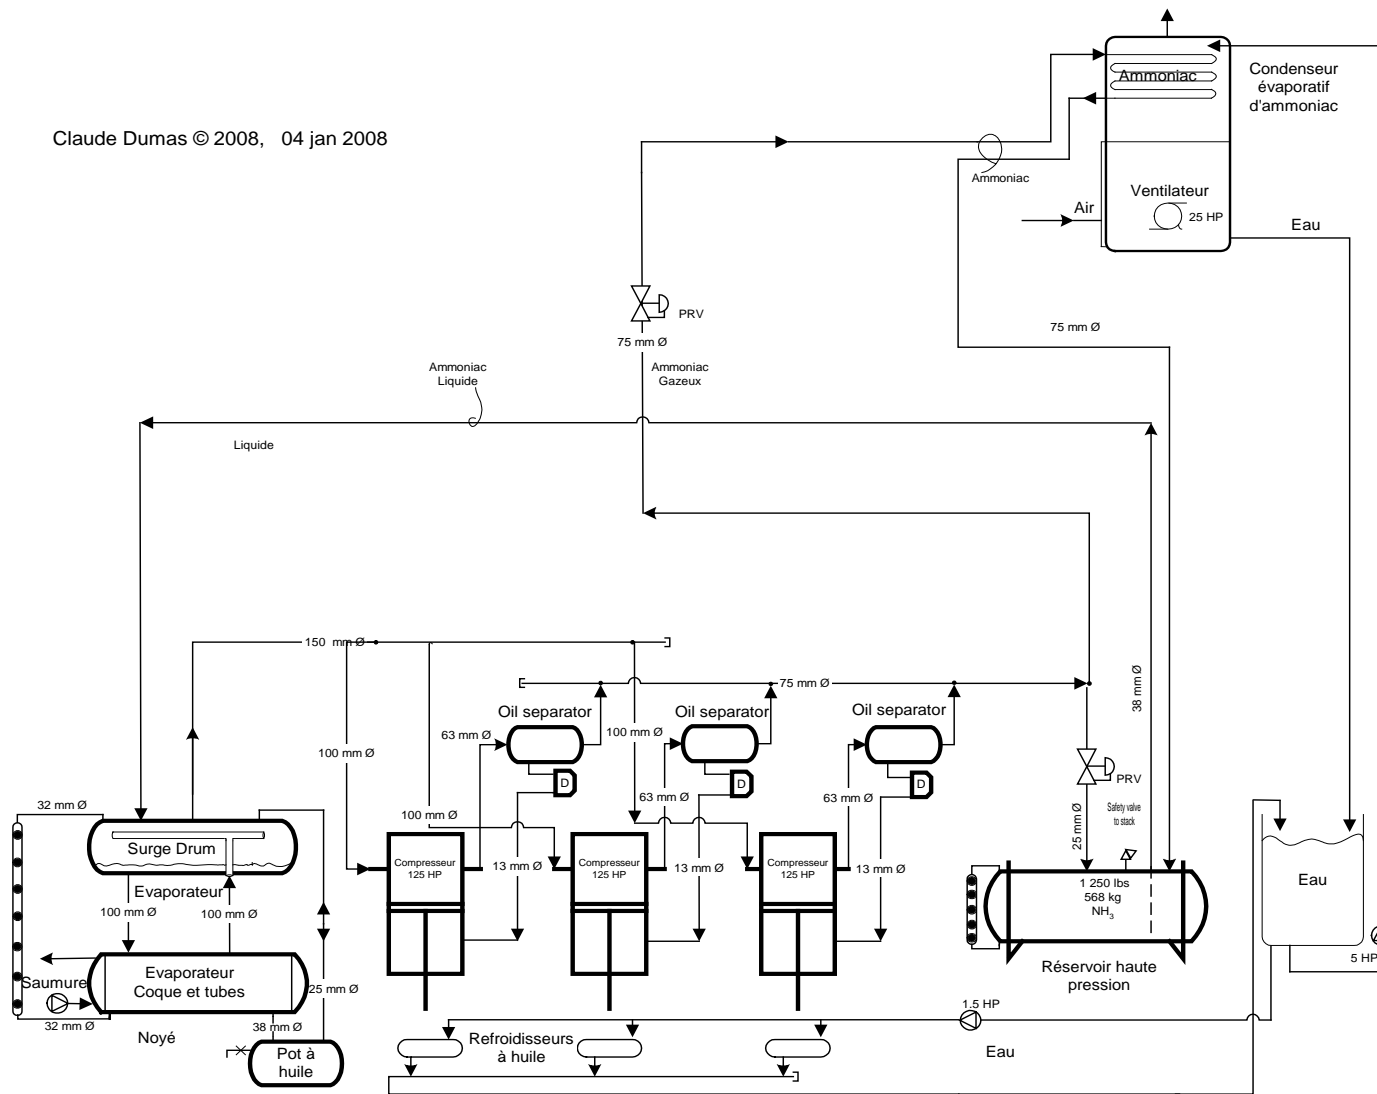 Ammoniac
Condenseur
évaporatif
d'ammoniac
Claude Dumas © 2008,   04 jan 2008
Ammoniac
Ventilateur
Air
25 HP
Eau
PRV
75 mm Ø
75 mm Ø
Ammoniac
Liquide
Ammoniac
Gazeux
Liquide
150  mm Ø
75 mm Ø
38 mm Ø
Oil separator
Oil separator
Oil separator
63 mm Ø
100 mm Ø
100 mm Ø
D
D
D
PRV
63 mm Ø
63 mm Ø
32 mm Ø
100 mm Ø
Safety valve
to stack
25 mm Ø
Surge Drum
Evaporateur
Compresseur
125 HP
Compresseur
125 HP
Compresseur
125 HP
13 mm Ø
13 mm Ø
13 mm Ø
1 250 lbs
568 kg
NH3
Eau
100 mm Ø
100 mm Ø
Evaporateur
Coque et tubes
Saumure
25 mm Ø
Réservoir haute
pression
5 HP
32 mm Ø
Noyé
38 mm Ø
1.5 HP
Refroidisseurs
à huile
Eau
Pot à
huile